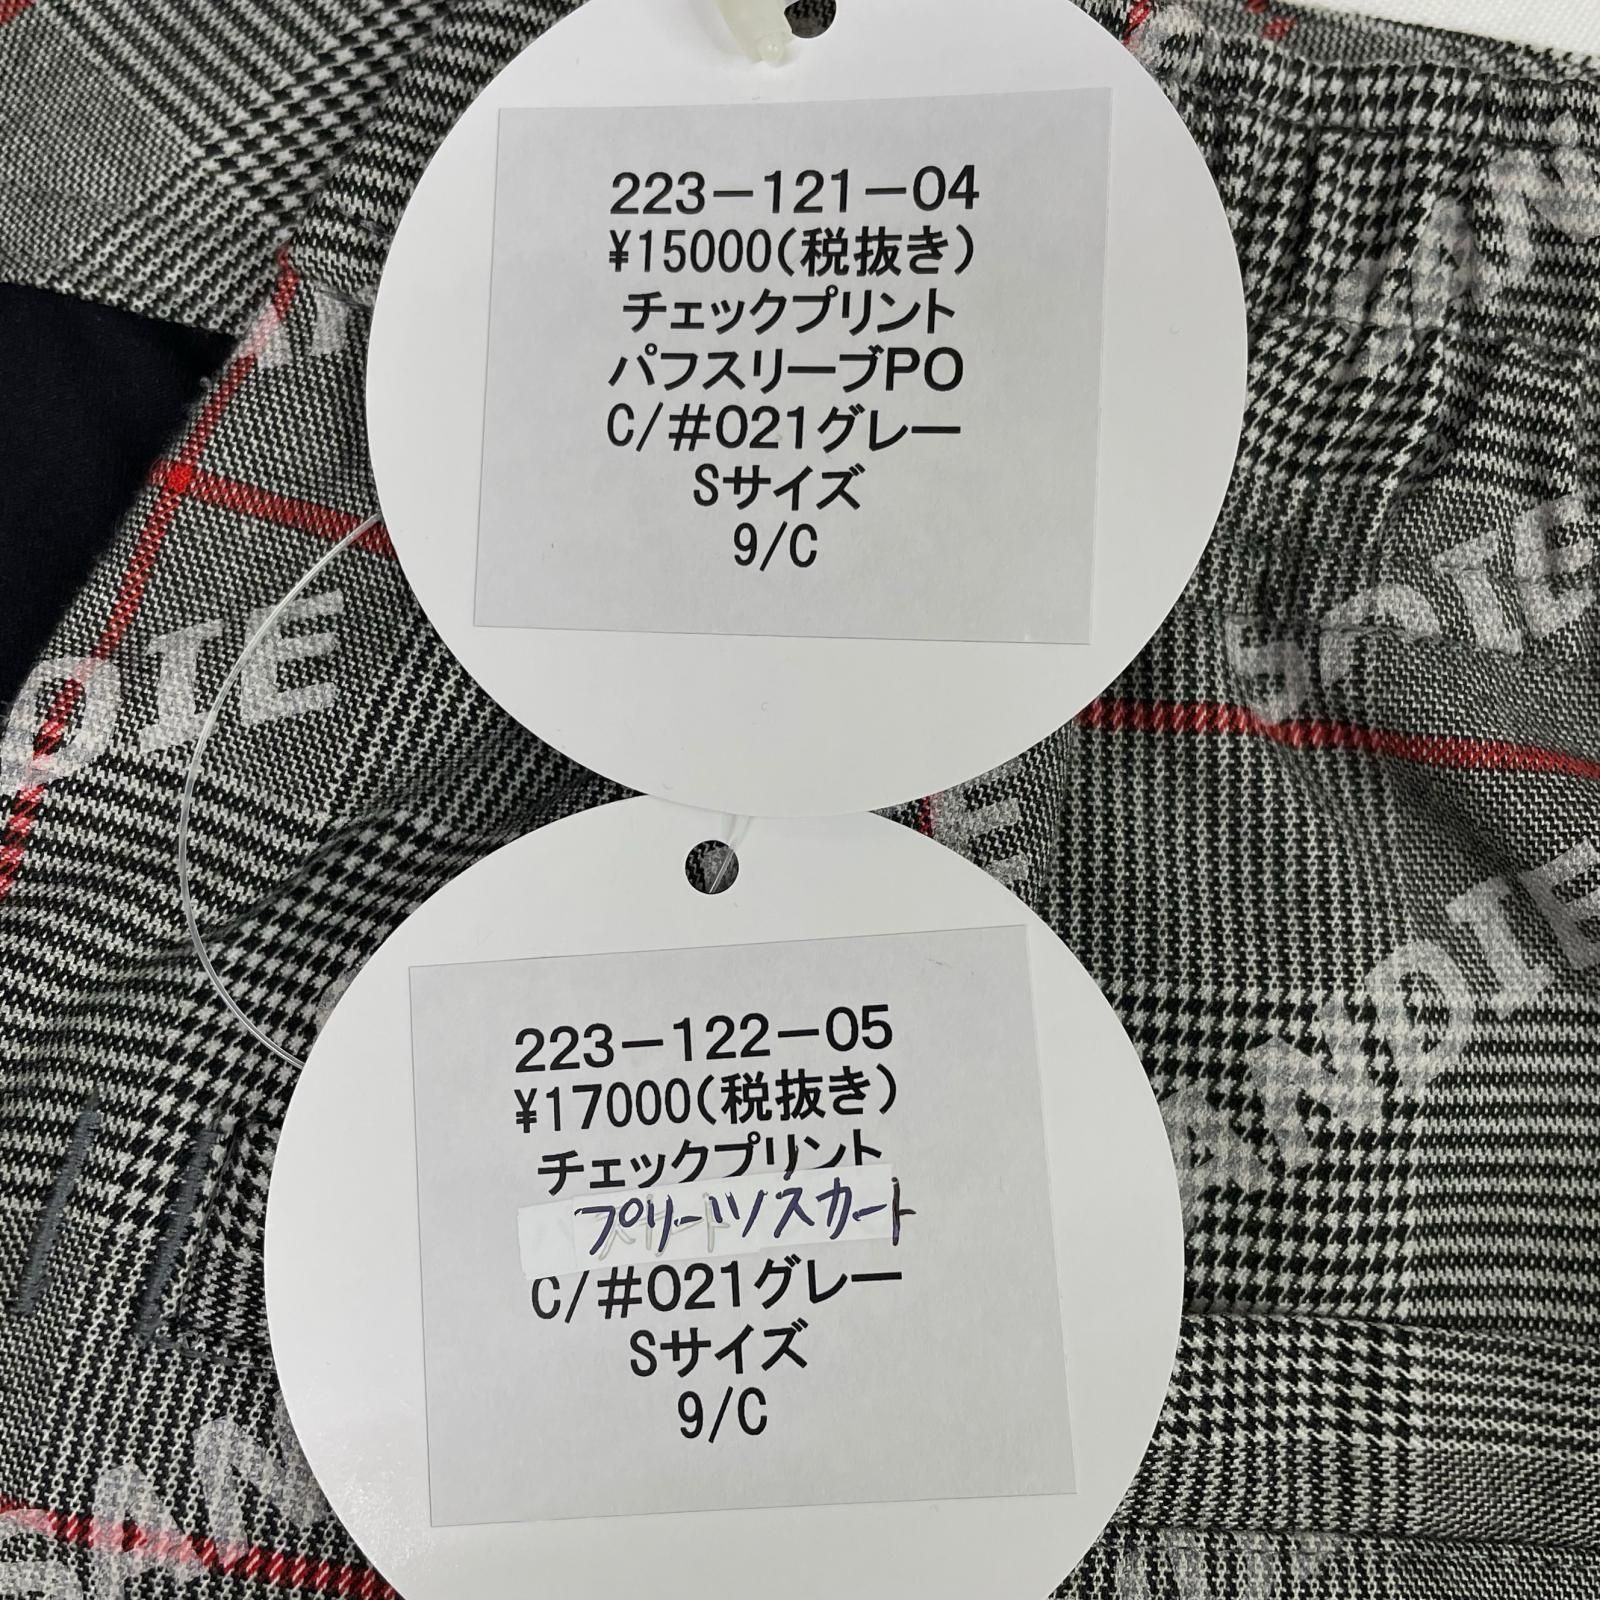 223-121-04
¥15000(税抜き)
チェックプリント
パフスリーブPO
C/#021グレー
Sサイズ
9/C
223-122-05
¥17000(税抜き)
チェックプリント
プリーツスカート
C/#021グレー
Sサイズ
9/C